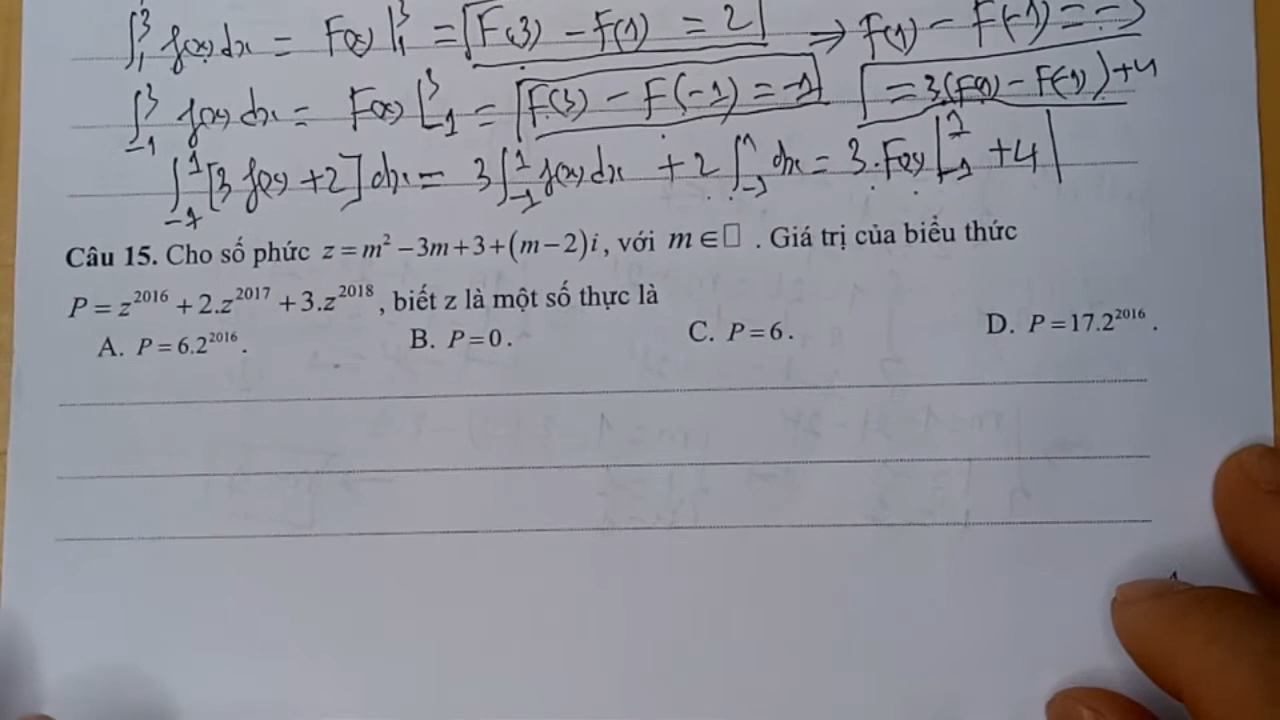 ∫₁³ f(x) dx = F(x) |₁³ = F(3) - F(1) = 2 → F(1) - F(-1) = -3
∫₋₁³ f(x) dx = F(x) |₋₁³ = F(3) - F(-1) = -1 = 3(F(1) - F(-1)) + 4
∫₋₁¹ [3 f(x) + 2] dx = 3 ∫₋₁¹ f(x) dx + 2 ∫₋₁¹ dx = 3. F(x) |₋₁¹ + 4
Câu 15. Cho số phức z = m² − 3m + 3 + (m − 2)i, với m ∈ □ . Giá trị của biểu thức
P = z²⁰¹⁶ + 2.z²⁰¹⁷ + 3.z²⁰¹⁸ , biết z là một số thực là
A. P = 6.2²⁰¹⁶. B. P = 0. C. P = 6. D. P = 17.2²⁰¹⁶.